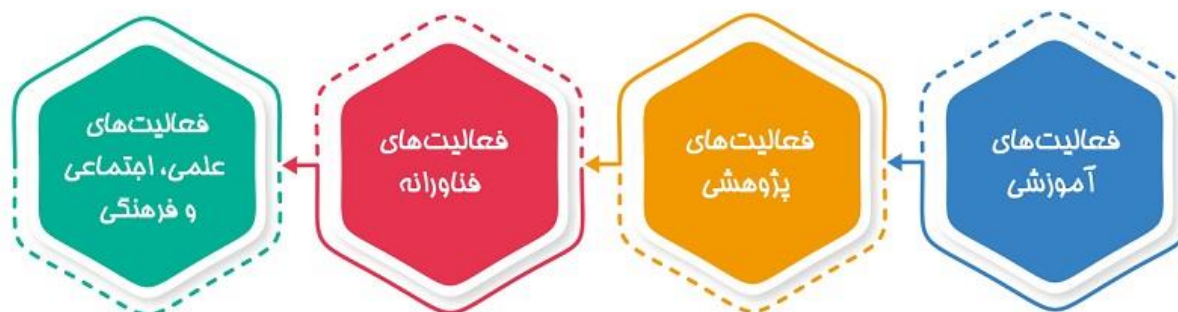 فعالیت‌های
آموزشی
فعالیت‌های
پژوهشی
فعالیت‌های
فناورانه
فعالیت‌های
علمی، اجتماعی
و فرهنگی